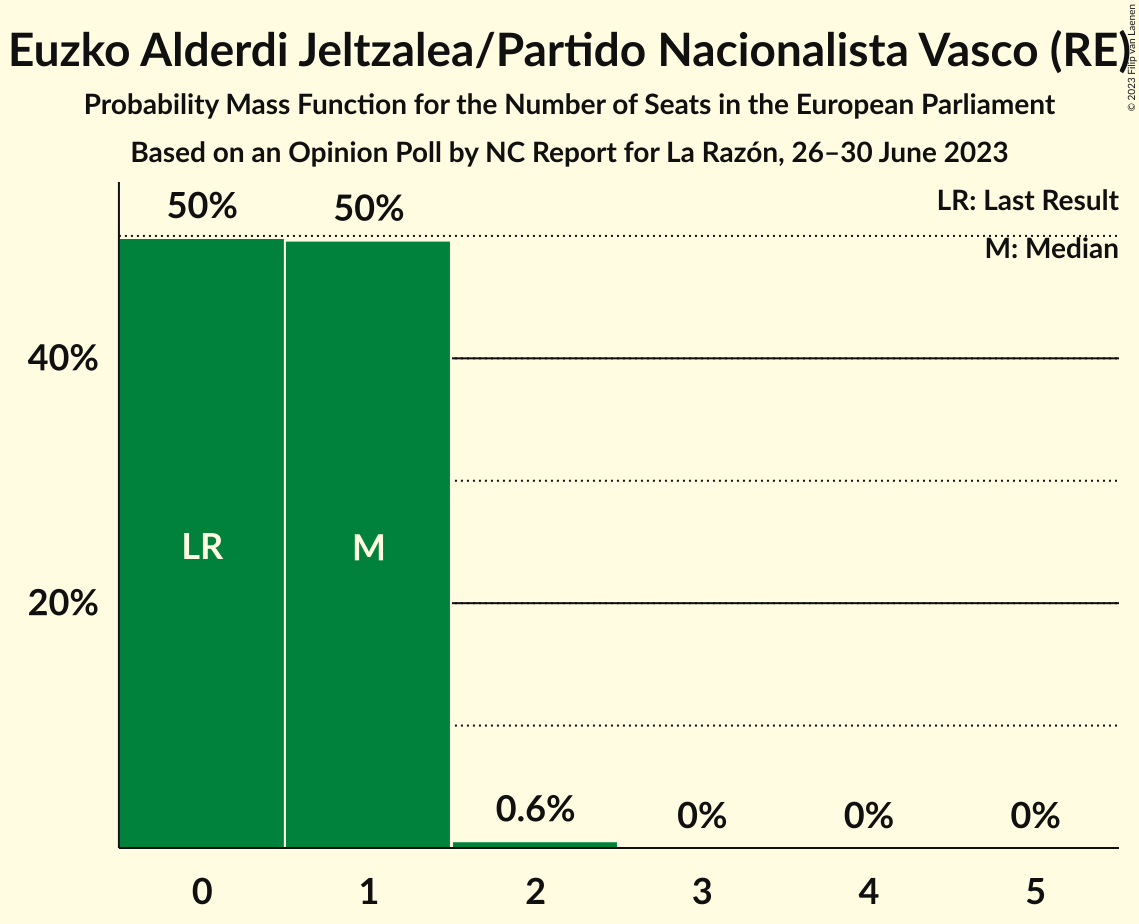 Euzko Alderdi Jeltzalea/Partido Nacionalista Vasco (RE)
© 2023 Filip van Laenen
Probability Mass Function for the Number of Seats in the European Parliament
Based on an Opinion Poll by NC Report for La Razón, 26–30 June 2023
LR: Last Result
M: Median
50%
50%
40%
20%
LR
M
0.6%
0%
0%
0%
0
1
2
3
4
5